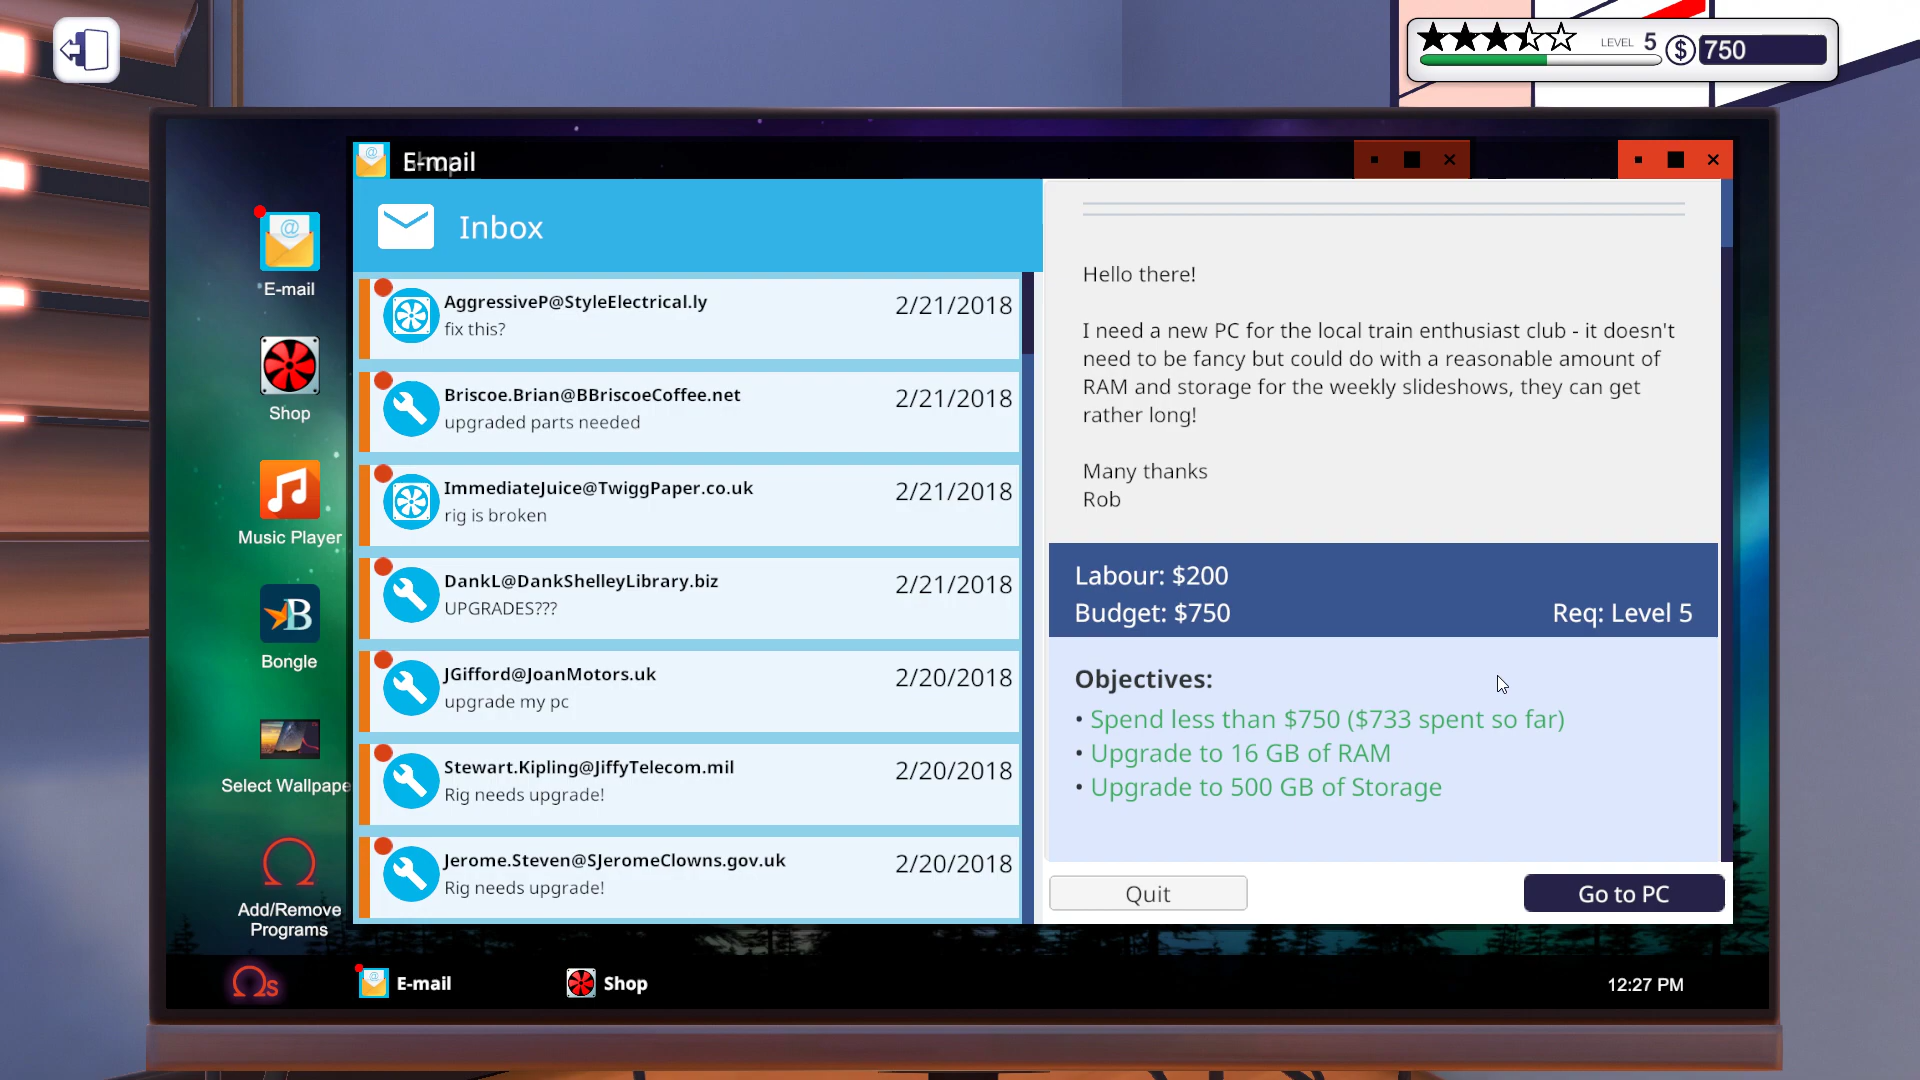 LEVEL 5
$ 750
E-mail
Inbox
AggressiveP@StyleElectrical.ly
2/21/2018
fix this?
Briscoe.Brian@BBriscoeCoffee.net
2/21/2018
upgraded parts needed
ImmediateJuice@TwiggPaper.co.uk
2/21/2018
rig is broken
DankL@DankShelleyLibrary.biz
2/21/2018
UPGRADES???
JGifford@JoanMotors.uk
2/20/2018
upgrade my pc
Stewart.Kipling@JiffyTelecom.mil
2/20/2018
Rig needs upgrade!
Jerome.Steven@SJeromeClowns.gov.uk
2/20/2018
Rig needs upgrade!
Hello there!
I need a new PC for the local train enthusiast club - it doesn't
need to be fancy but could do with a reasonable amount of
RAM and storage for the weekly slideshows, they can get
rather long!
Many thanks
Rob
Labour: $200
Budget: $750
Req: Level 5
Objectives:
• Spend less than $750 ($733 spent so far)
• Upgrade to 16 GB of RAM
• Upgrade to 500 GB of Storage
Quit
Go to PC
E-mail
Shop
Music Player
B
Bongle
Select Wallpape
Add/Remove
Programs
Ωs
E-mail
Shop
12:27 PM